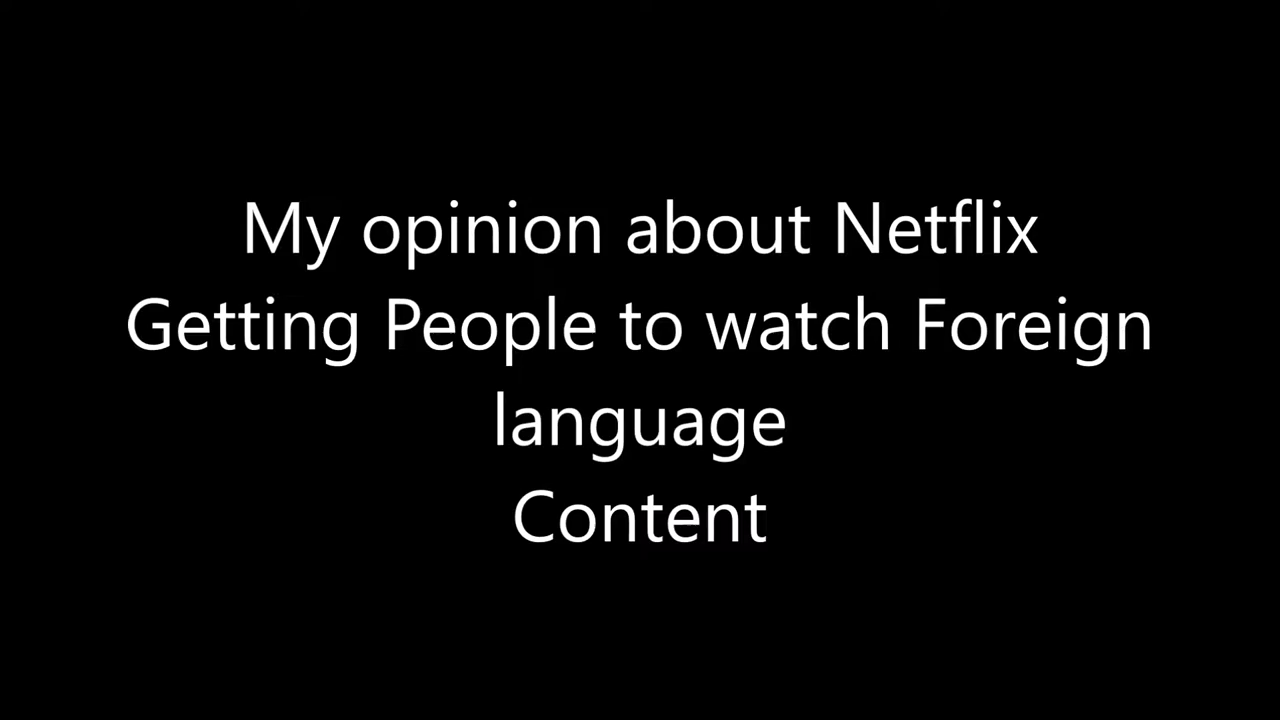 My opinion about Netflix
Getting People to watch Foreign
language
Content